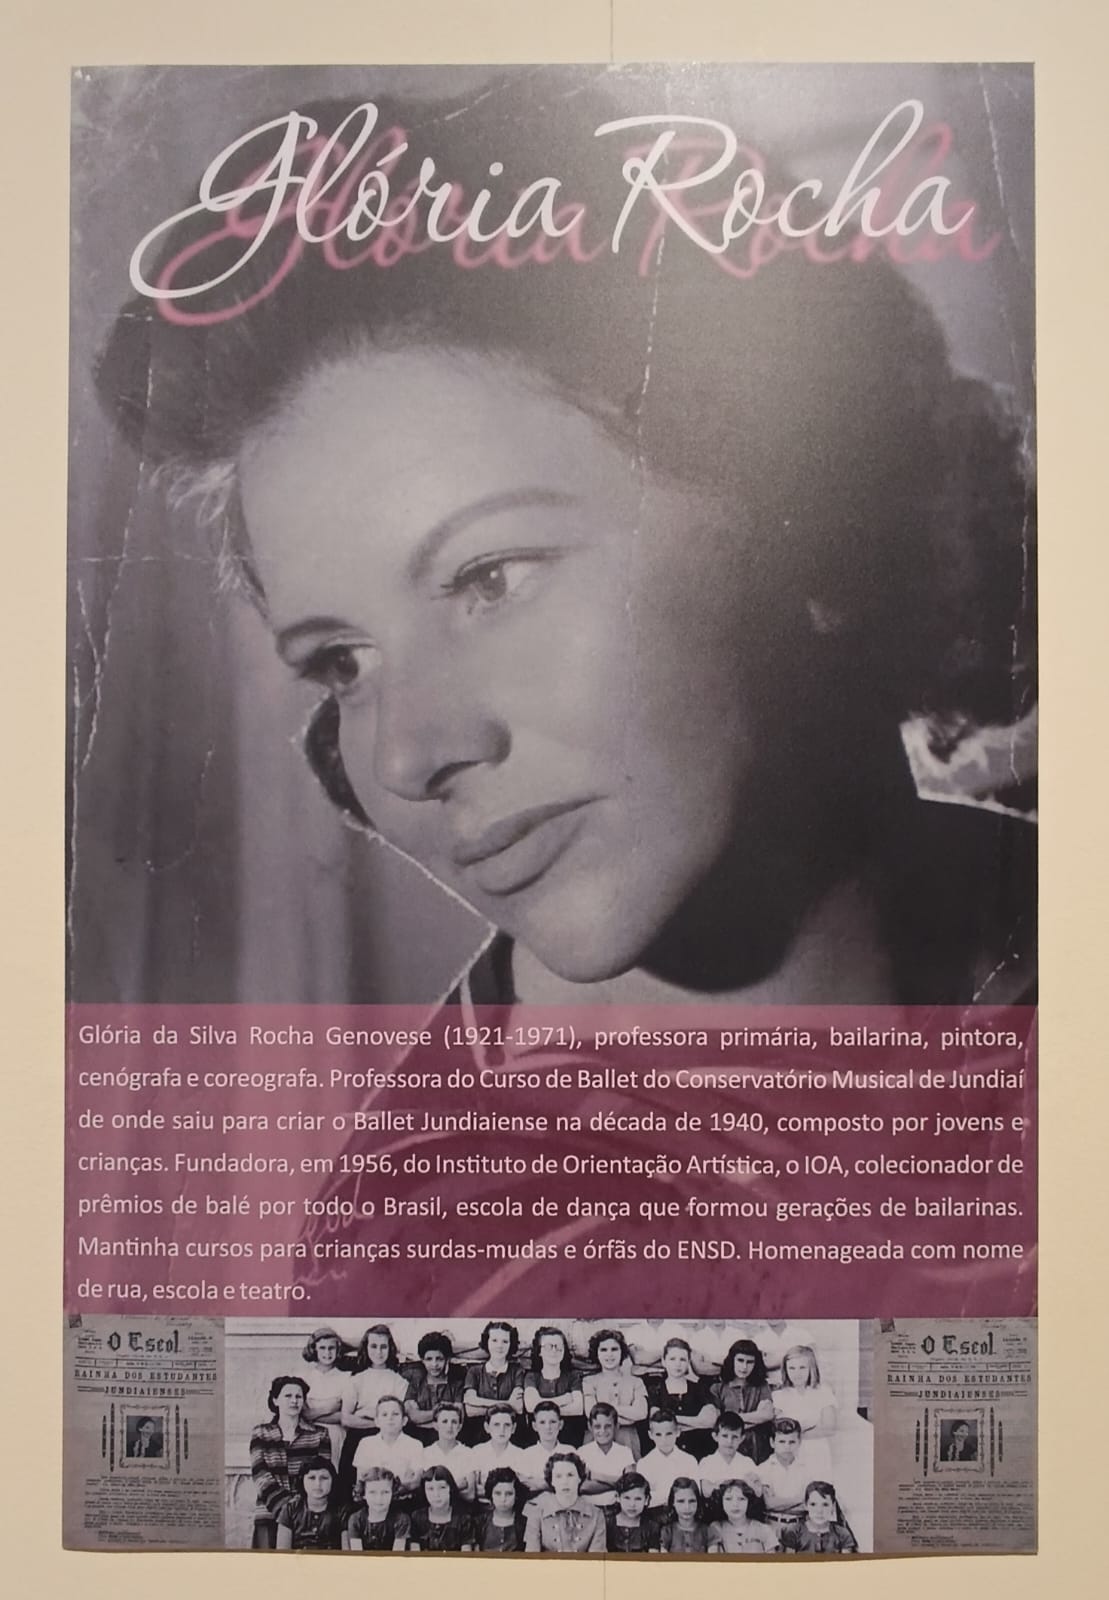 Glória Rocha
Glória da Silva Rocha Genovese (1921-1971), professora primária, bailarina, pintora,
cenógrafa e coreografa. Professora do Curso de Ballet do Conservatório Musical de Jundiaí
de onde saiu para criar o Ballet Jundiaiense na década de 1940, composto por jovens e
crianças. Fundadora, em 1956, do Instituto de Orientação Artística, o IOA, colecionador de
prêmios de balé por todo o Brasil, escola de dança que formou gerações de bailarinas.
Mantinha cursos para crianças surdas-mudas e órfãs do ENSD. Homenageada com nome
de rua, escola e teatro.
O Escol
RAINHA DOS ESTUDANTES
JUNDIAIENSES
O Escol
RAINHA DOS ESTUDANTES
JUNDIAIENSES